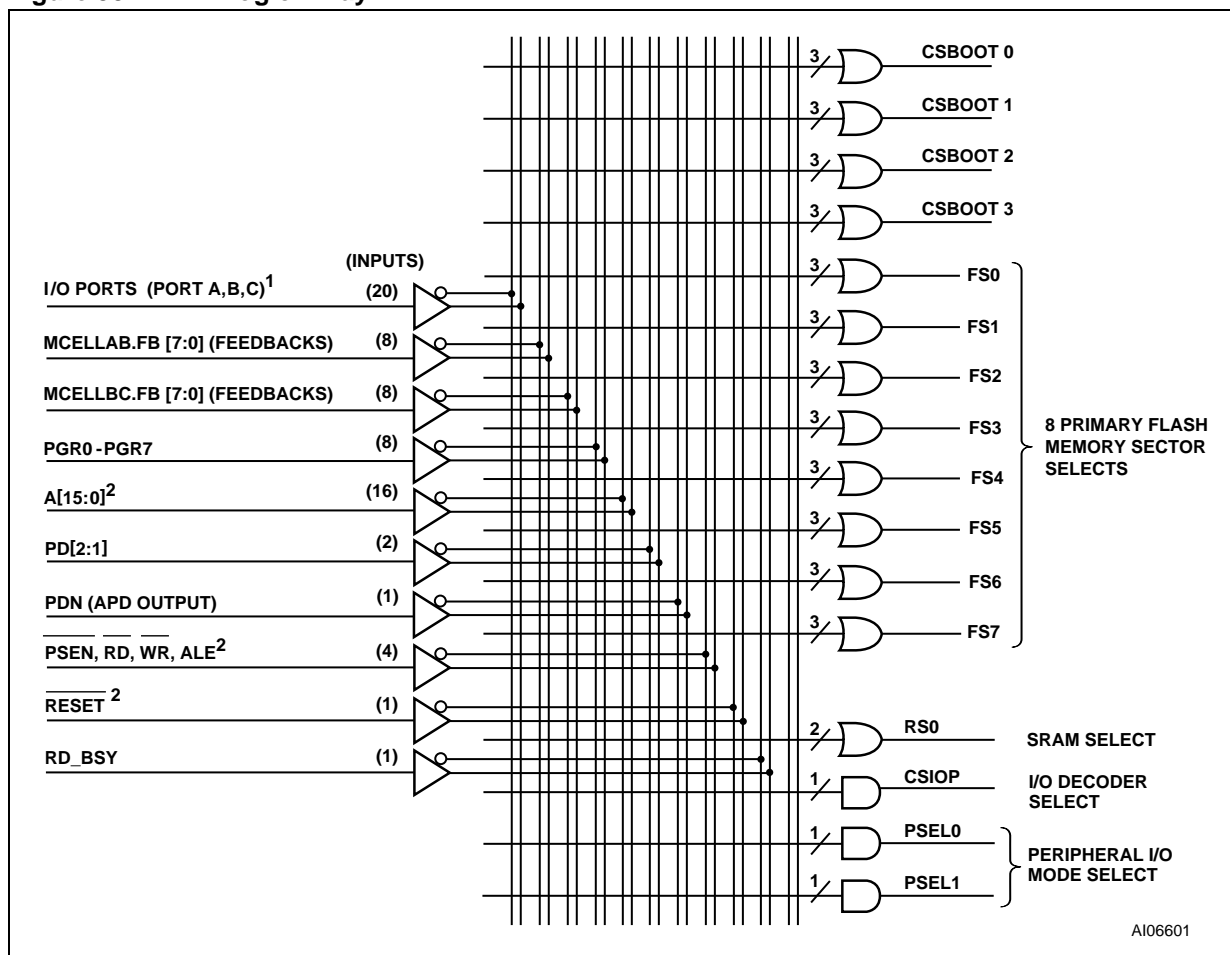 3 CSBOOT 0
3 CSBOOT 1
3 CSBOOT 2
3 CSBOOT 3
(INPUTS)
I/O PORTS (PORT A,B,C)1 (20)
MCELLAB.FB [7:0] (FEEDBACKS) (8)
MCELLBC.FB [7:0] (FEEDBACKS) (8)
PGR0 -PGR7 (8)
A[15:0]2 (16)
PD[2:1] (2)
PDN (APD OUTPUT) (1)
PSEN, RD, WR, ALE2 (4)
RESET 2 (1)
RD_BSY (1)
3 FS0
3 FS1
3 FS2
3 FS3
3 FS4
3 FS5
3 FS6
3 FS7
8 PRIMARY FLASH
MEMORY SECTOR
SELECTS
2 RS0 SRAM SELECT
1 CSIOP I/O DECODER
SELECT
1 PSEL0
1 PSEL1
PERIPHERAL I/O
MODE SELECT
AI06601